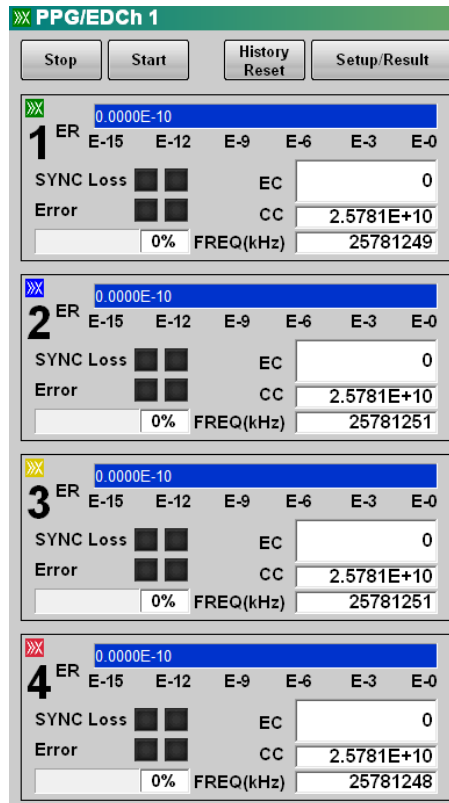 PPG/EDCh 1
Stop Start History Reset Setup/Result
0.0000E-10
1 ER E-15 E-12 E-9 E-6 E-3 E-0
SYNC Loss EC 0
Error CC 2.5781E+10
0% FREQ(kHz) 25781249
0.0000E-10
2 ER E-15 E-12 E-9 E-6 E-3 E-0
SYNC Loss EC 0
Error CC 2.5781E+10
0% FREQ(kHz) 25781251
0.0000E-10
3 ER E-15 E-12 E-9 E-6 E-3 E-0
SYNC Loss EC 0
Error CC 2.5781E+10
0% FREQ(kHz) 25781251
0.0000E-10
4 ER E-15 E-12 E-9 E-6 E-3 E-0
SYNC Loss EC 0
Error CC 2.5781E+10
0% FREQ(kHz) 25781248